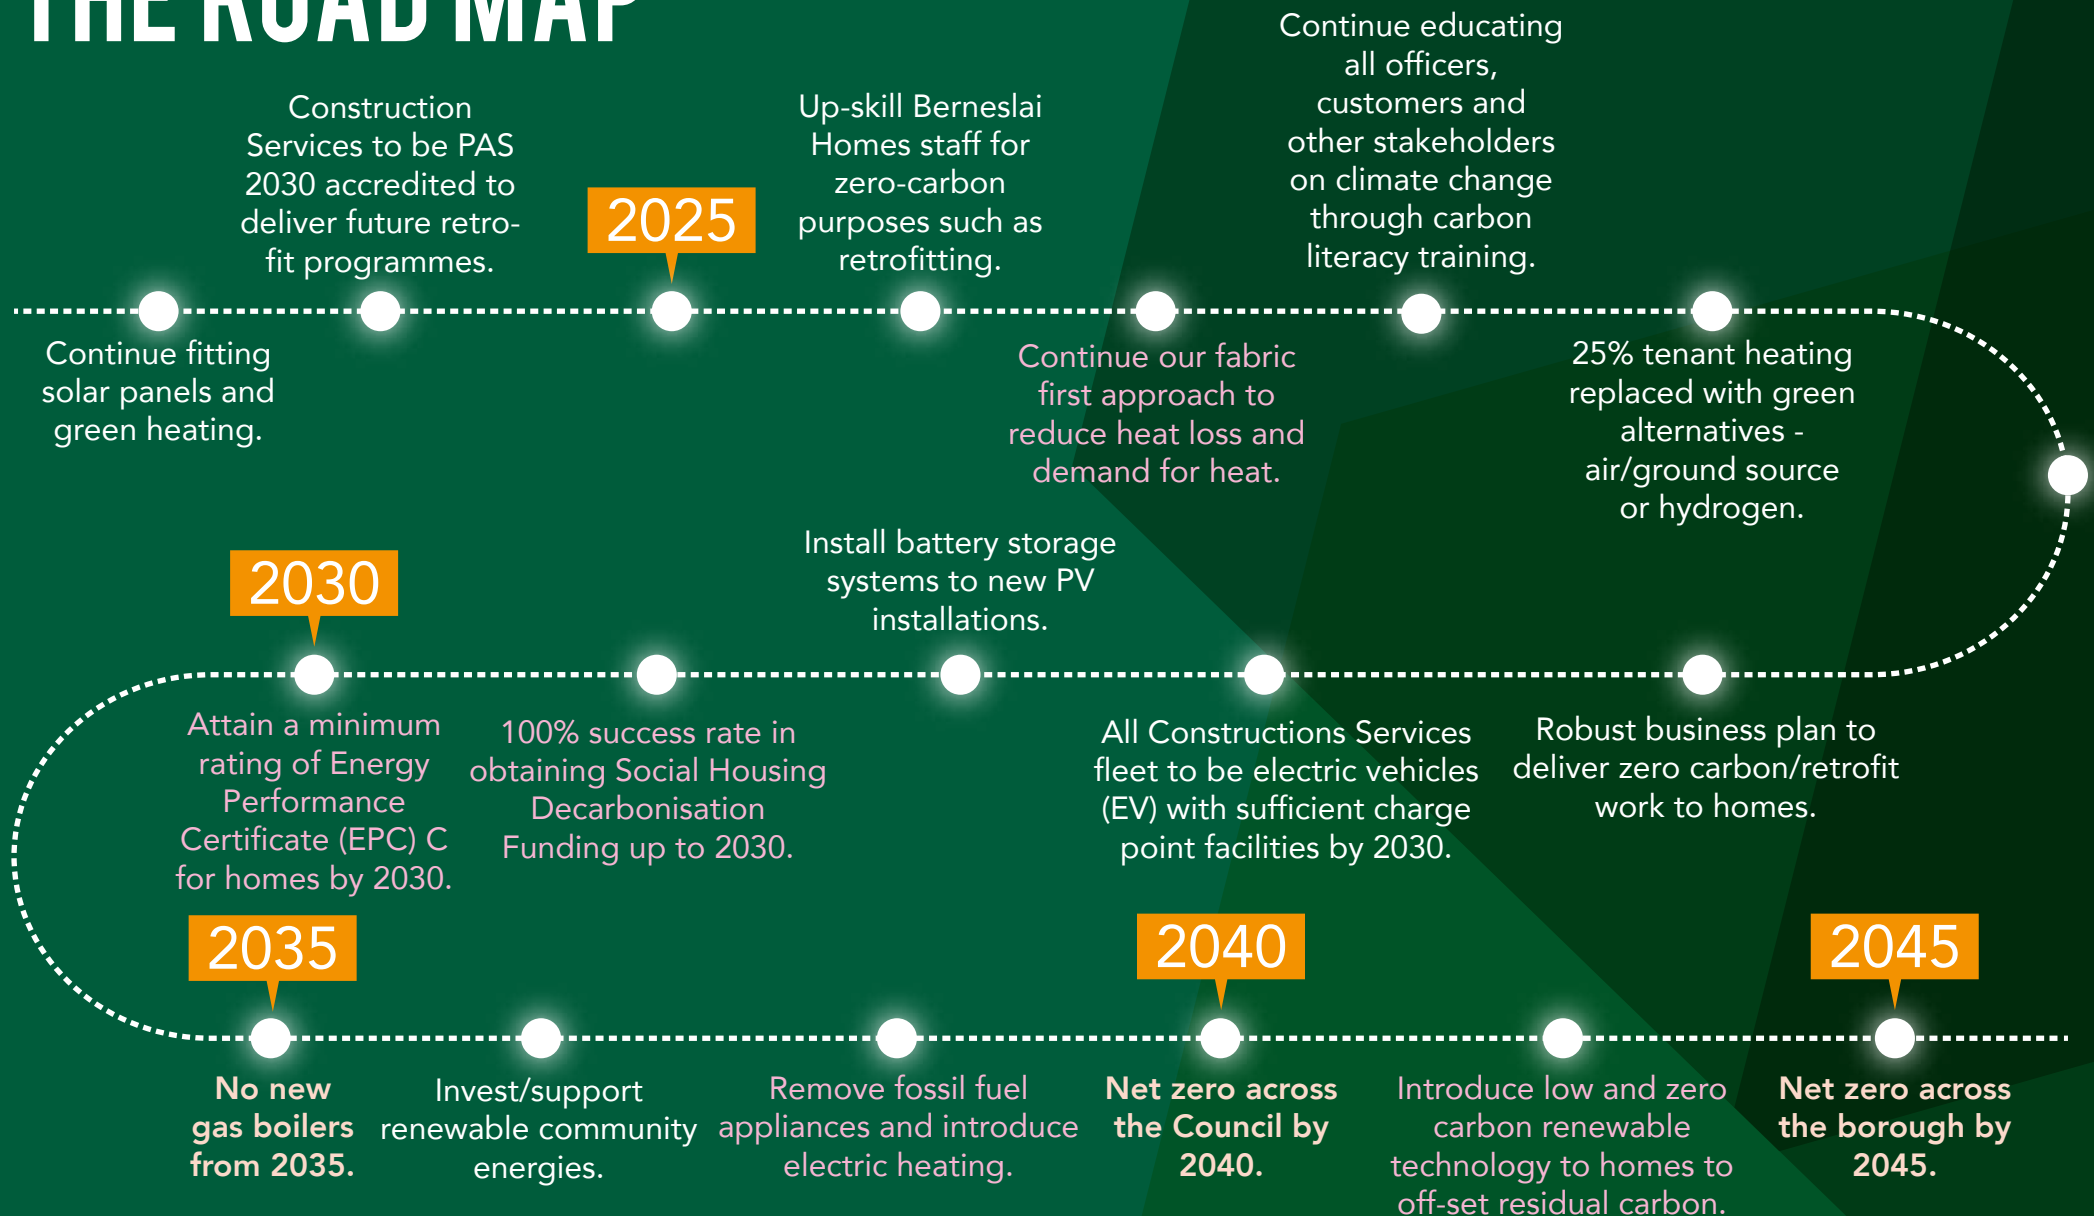 THE ROAD MAP
Construction
Services to be PAS
2030 accredited to
deliver future retro-
fit programmes.
2025
Up-skill Berneslai
Homes staff for
zero-carbon
purposes such as
retrofitting.
Continue educating
all officers,
customers and
other stakeholders
on climate change
through carbon
literacy training.
Continue fitting
solar panels and
green heating.
Continue our fabric
first approach to
reduce heat loss and
demand for heat.
25% tenant heating
replaced with green
alternatives -
air/ground source
or hydrogen.
2030
Install battery storage
systems to new PV
installations.
Attain a minimum
rating of Energy
Performance
Certificate (EPC) C
for homes by 2030.
100% success rate in
obtaining Social Housing
Decarbonisation
Funding up to 2030.
All Constructions Services
fleet to be electric vehicles
(EV) with sufficient charge
point facilities by 2030.
Robust business plan to
deliver zero carbon/retrofit
work to homes.
2035
2040
2045
No new
gas boilers
from 2035.
Invest/support
renewable community
energies.
Remove fossil fuel
appliances and introduce
electric heating.
Net zero across
the Council by
2040.
Introduce low and zero
carbon renewable
technology to homes to
off-set residual carbon.
Net zero across
the borough by
2045.